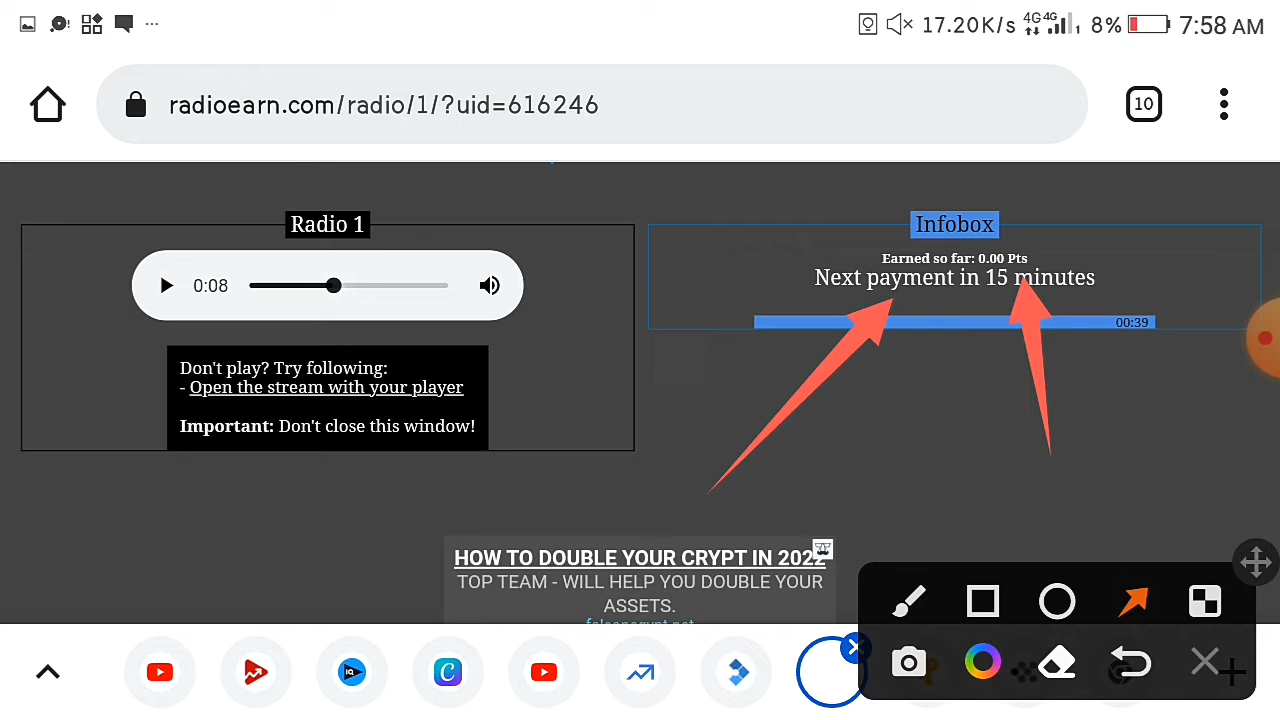 17.20K/s 4G 4G 1 8% 7:58 AM
radioearn.com/radio/1/?uid=616246
10
Radio 1
0:08
Don't play? Try following:
- Open the stream with your player
Important: Don't close this window!
Infobox
Earned so far: 0.00 Pts
Next payment in 15 minutes
00:39
HOW TO DOUBLE YOUR CRYPT IN 2022
TOP TEAM - WILL HELP YOU DOUBLE YOUR
ASSETS.
IQ
C